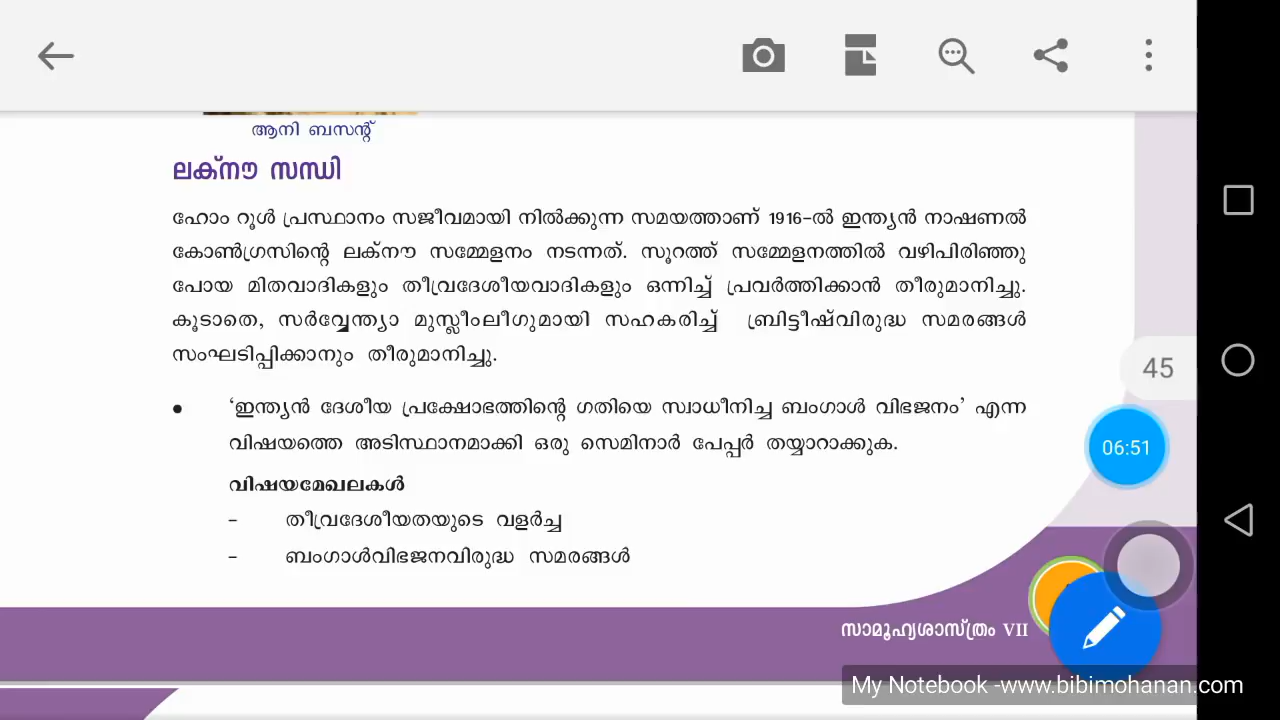 ആനി ബസന്റ്
ലക്നൗ സന്ധി
ഹോം റൂൾ പ്രസ്ഥാനം സജീവമായി നിൽക്കുന്ന സമയത്താണ് 1916-ൽ ഇന്ത്യൻ നാഷണൽ
കോൺഗ്രസിന്റെ ലക്നൗ സമ്മേളനം നടന്നത്. സൂറത്ത് സമ്മേളനത്തിൽ വഴിപിരിഞ്ഞു
പോയ മിതവാദികളും തീവ്രദേശീയവാദികളും ഒന്നിച്ച് പ്രവർത്തിക്കാൻ തീരുമാനിച്ചു.
കൂടാതെ, സർവ്വേന്ത്യാ മുസ്ലീംലീഗുമായി സഹകരിച്ച് ബ്രിട്ടീഷ്‌വിരുദ്ധ സമരങ്ങൾ
സംഘടിപ്പിക്കാനും തീരുമാനിച്ചു.
45
• ‘ഇന്ത്യൻ ദേശീയ പ്രക്ഷോഭത്തിന്റെ ഗതിയെ സ്വാധീനിച്ച ബംഗാൾ വിഭജനം’ എന്ന
വിഷയത്തെ അടിസ്ഥാനമാക്കി ഒരു സെമിനാർ പേപ്പർ തയ്യാറാക്കുക.
06:51
വിഷയമേഖലകൾ
- തീവ്രദേശീയതയുടെ വളർച്ച
- ബംഗാൾവിഭജനവിരുദ്ധ സമരങ്ങൾ
സാമൂഹ്യശാസ്ത്രം VII
My Notebook -www.bibimohanan.com